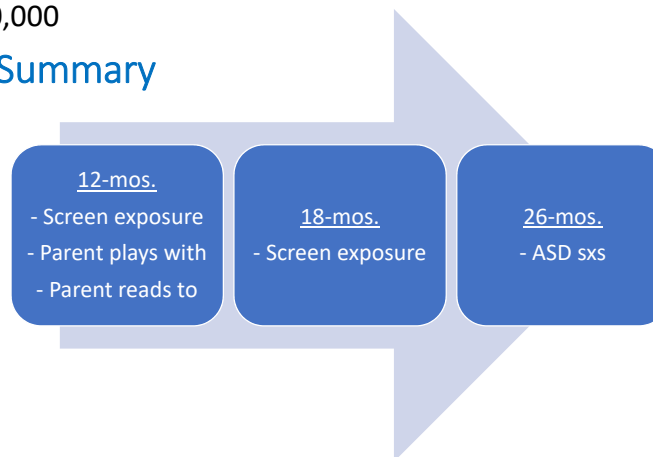 0,000
Summary
12-mos.
- Screen exposure
- Parent plays with
- Parent reads to
18-mos.
- Screen exposure
26-mos.
- ASD sxs